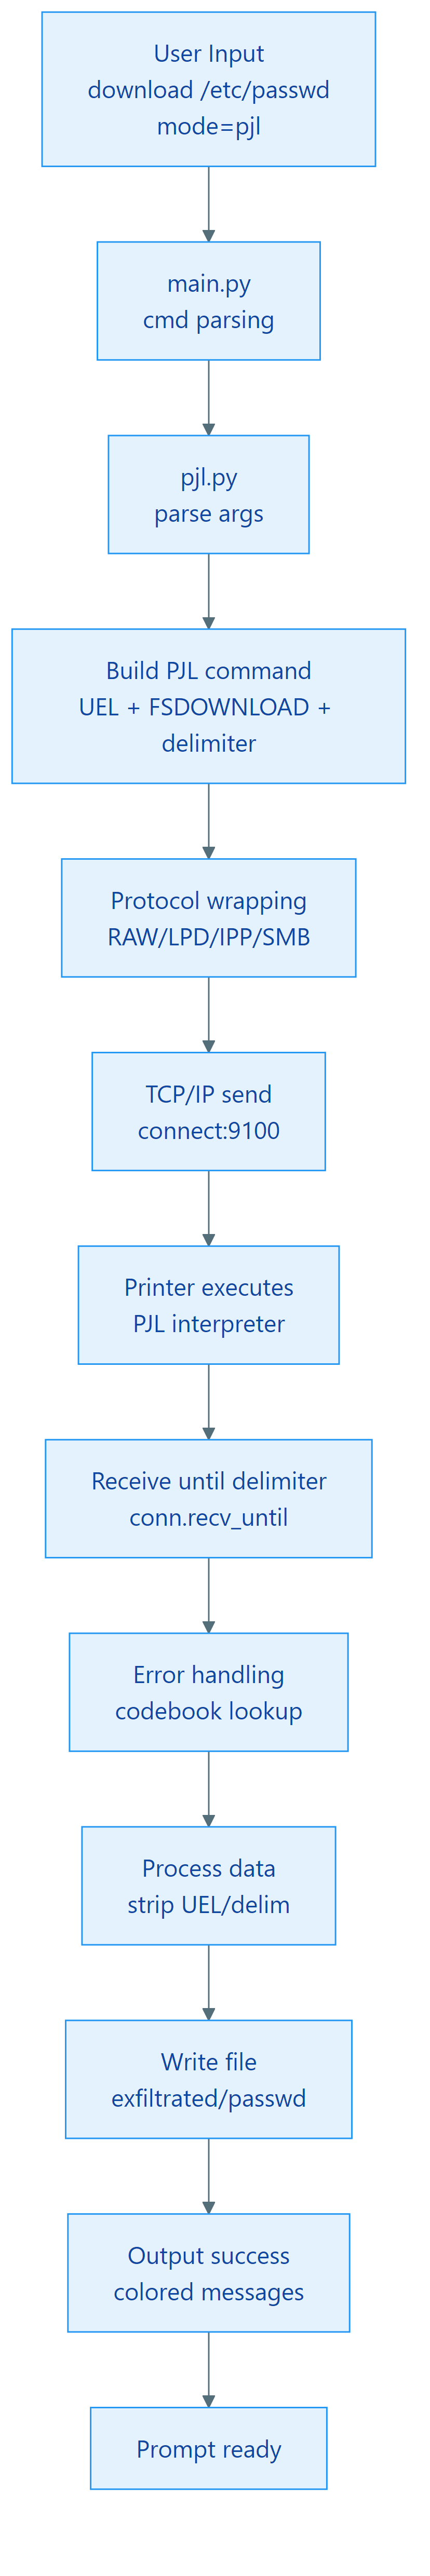 User Input
download /etc/passwd
mode=pjl
main.py
cmd parsing
pjl.py
parse args
Build PJL command
UEL + FSDOWNLOAD +
delimiter
Protocol wrapping
RAW/LPD/IPP/SMB
TCP/IP send
connect:9100
Printer executes
PJL interpreter
Receive until delimiter
conn.recv_until
Error handling
codebook lookup
Process data
strip UEL/delim
Write file
exfiltrated/passwd
Output success
colored messages
Prompt ready